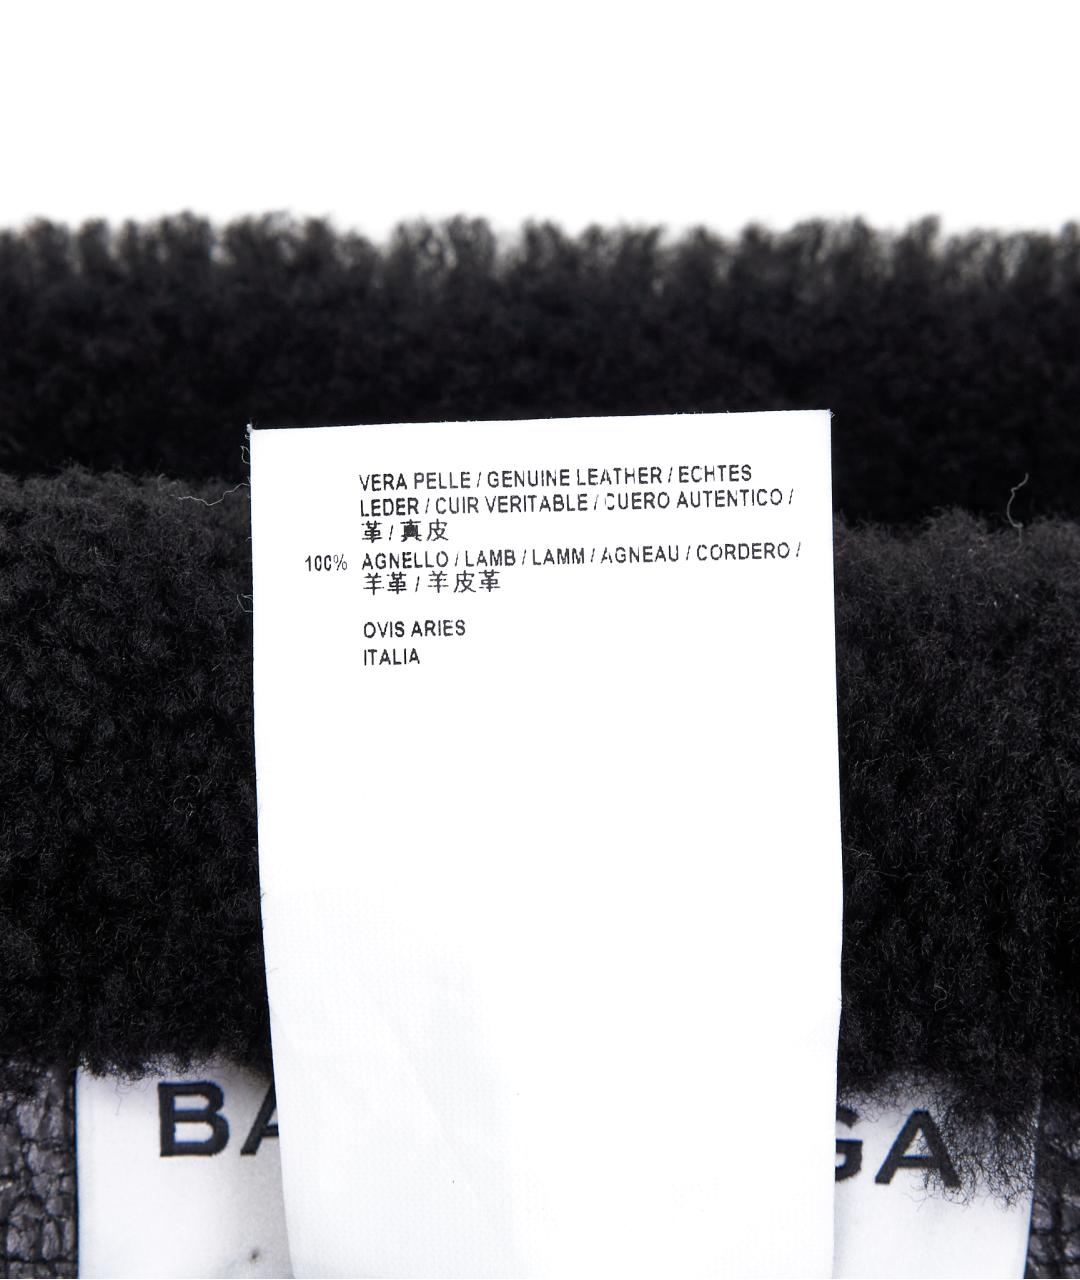 VERA PELLE / GENUINE LEATHER / ECHTES
LEDER / CUIR VERITABLE / CUERO AUTENTICO /
革 / 真皮
100% AGNELLO / LAMB / LAMM / AGNEAU / CORDERO /
羊革 / 羊皮革
OVIS ARIES
ITALIA
BA GA